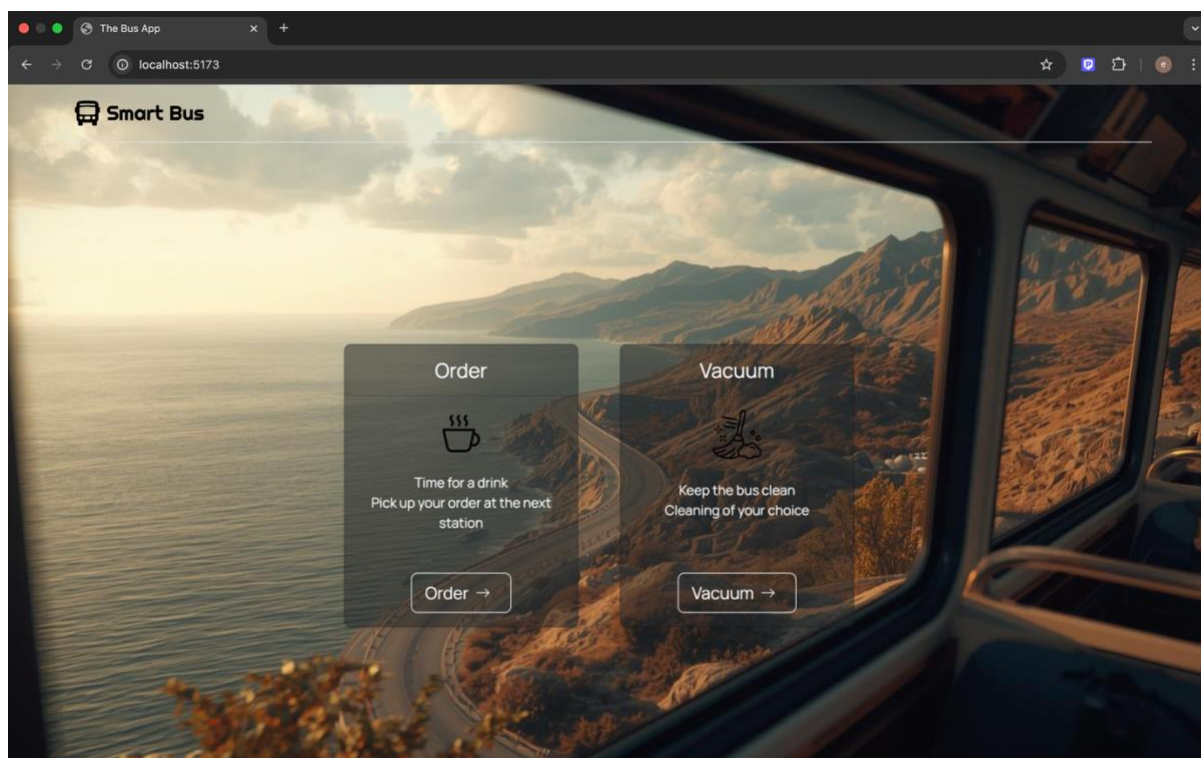 The Bus App
localhost:5173
e
Smart Bus
Order
Time for a drink
Pick up your order at the next
station
Order →
Vacuum
Keep the bus clean
Cleaning of your choice
Vacuum →